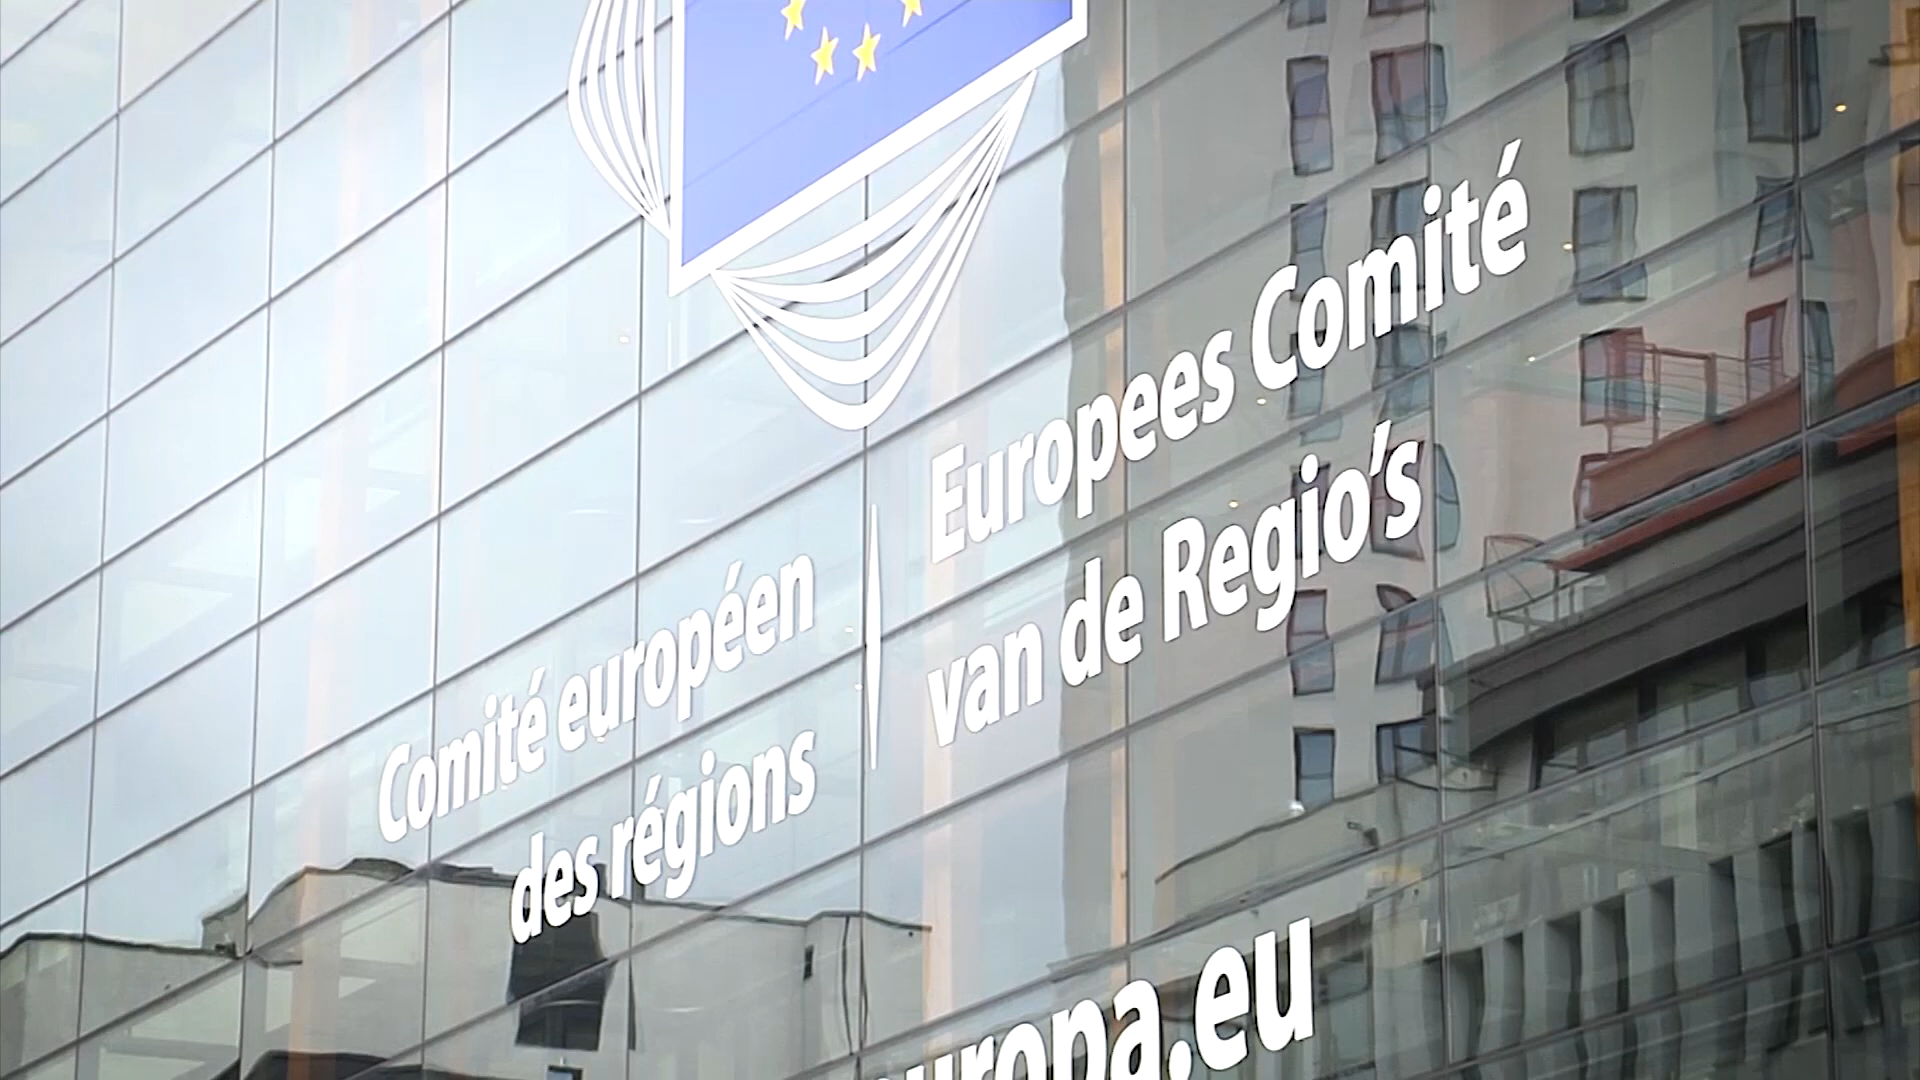 Comité européen
des régions
Europees Comité
van de Regio's
europa.eu